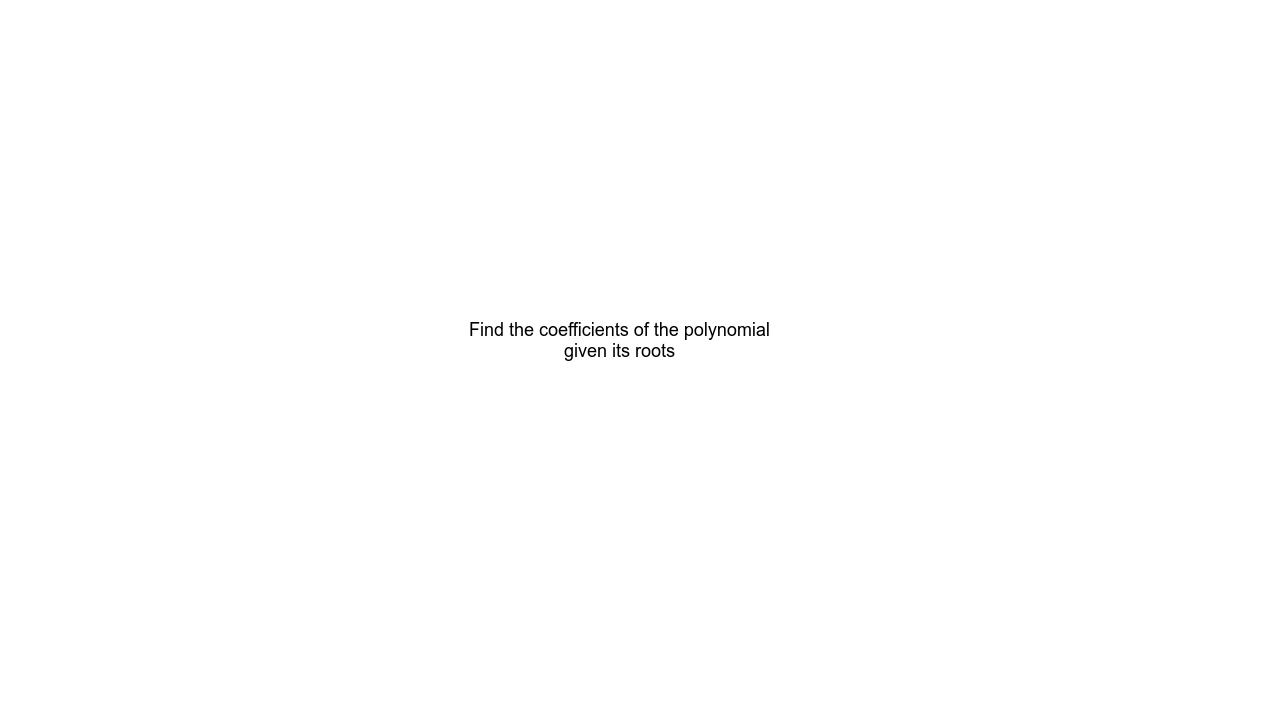 Find the coefficients of the polynomial
given its roots